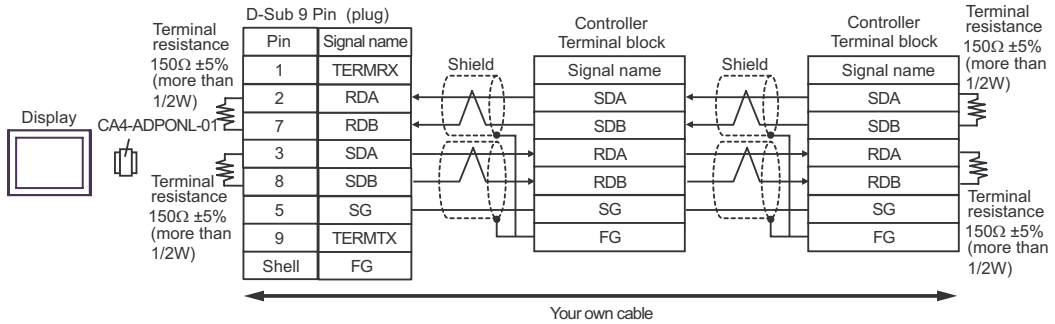 D-Sub 9 Pin (plug)
Terminal
resistance
150Ω ±5%
(more than
1/2W)
Pin Signal name
1 TERMRX
2 RDA
7 RDB
3 SDA
8 SDB
5 SG
9 TERMTX
Shell FG
Display
CA4-ADPONL-01
Terminal
resistance
150Ω ±5%
(more than
1/2W)
Shield
Controller
Terminal block
Signal name
SDA
SDB
RDA
RDB
SG
FG
Shield
Controller
Terminal block
Signal name
SDA
SDB
RDA
RDB
SG
FG
Terminal
resistance
150Ω ±5%
(more than
1/2W)
Terminal
resistance
150Ω ±5%
(more than
1/2W)
Your own cable